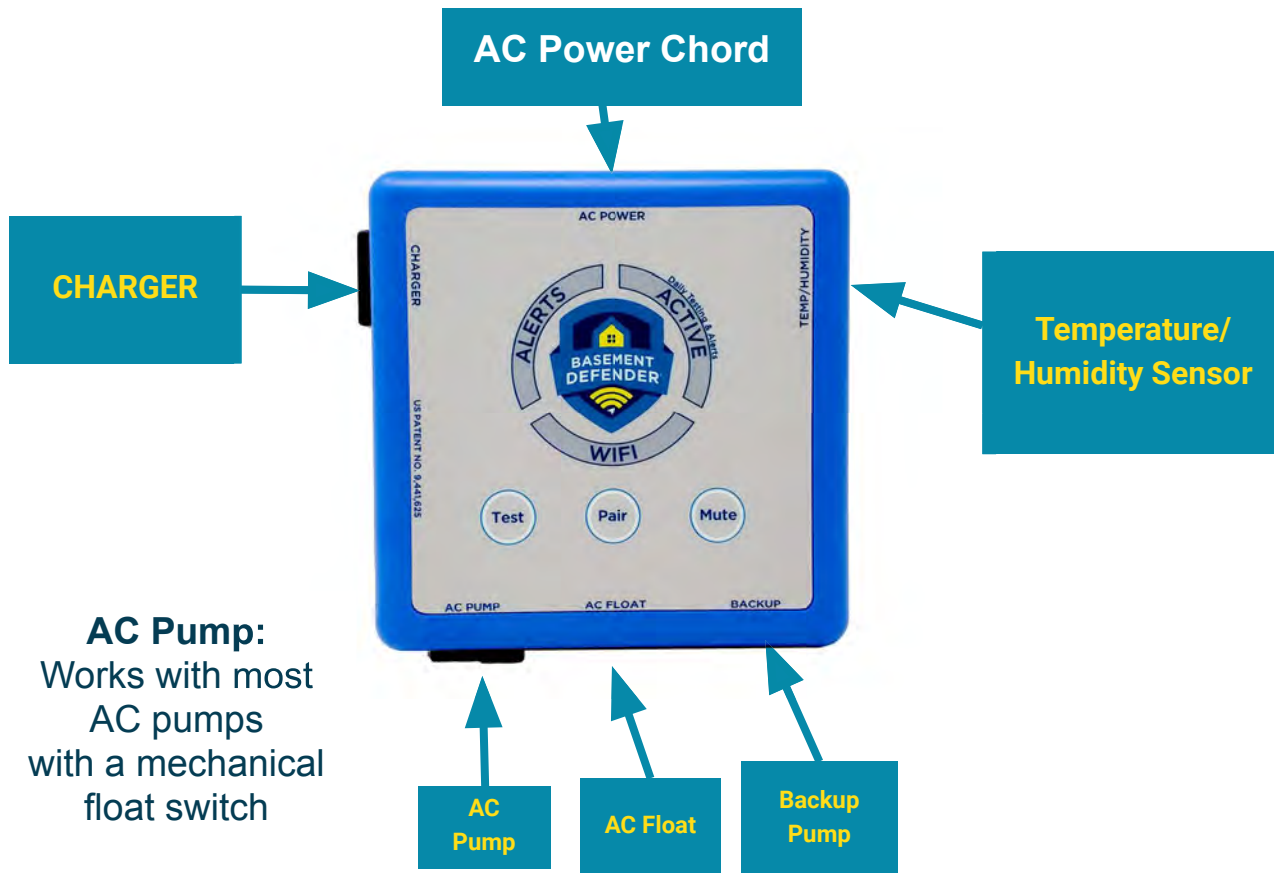 AC Power Chord
CHARGER
Temperature/
Humidity Sensor
AC POWER
CHARGER
TEMP/HUMIDITY
ALERTS
ACTIVE
Daily Testing & Alerts
BASEMENT
DEFENDER
WIFI
US PATENT NO. 9,441,625
Test
Pair
Mute
AC PUMP
AC FLOAT
BACKUP
AC Pump:
Works with most
AC pumps
with a mechanical
float switch
AC
Pump
AC Float
Backup
Pump